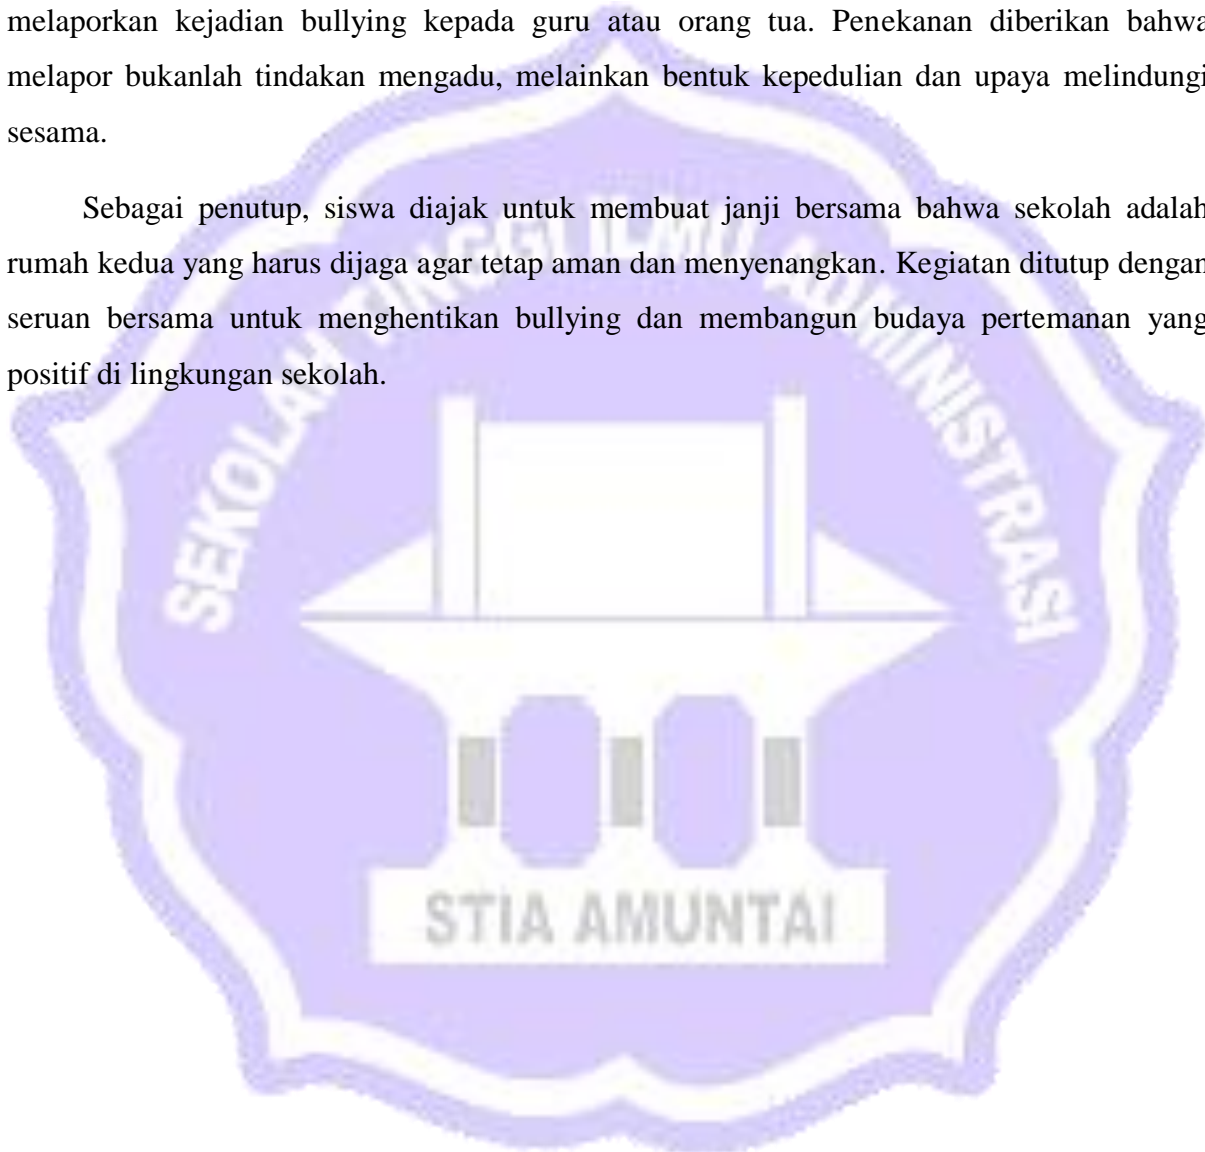 melaporkan kejadian bullying kepada guru atau orang tua. Penekanan diberikan bahwa
melapor bukanlah tindakan mengadu, melainkan bentuk kepedulian dan upaya melindungi
sesama.
Sebagai penutup, siswa diajak untuk membuat janji bersama bahwa sekolah adalah
rumah kedua yang harus dijaga agar tetap aman dan menyenangkan. Kegiatan ditutup dengan
seruan bersama untuk menghentikan bullying dan membangun budaya pertemanan yang
positif di lingkungan sekolah.
SEKOLAH TINGGI ILMU ADMINISTRASI
STIA AMUNTAI